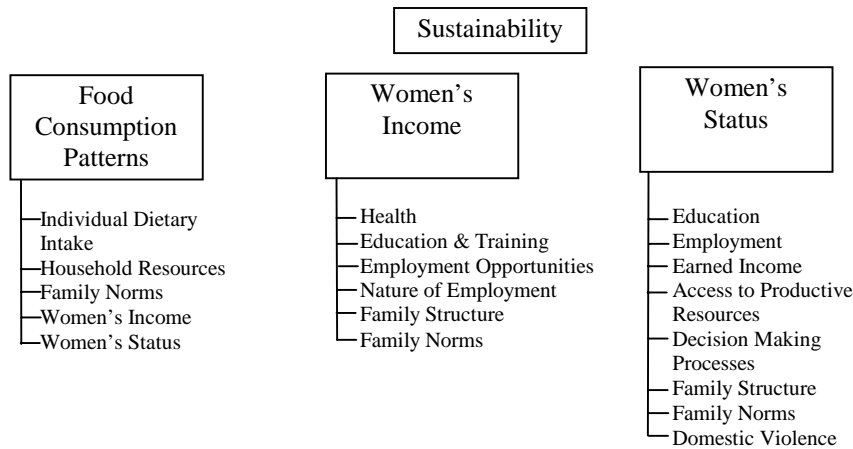 Sustainability
Food
Consumption
Patterns
Individual Dietary
Intake
Household Resources
Family Norms
Women’s Income
Women’s Status
Women’s
Income
Health
Education & Training
Employment Opportunities
Nature of Employment
Family Structure
Family Norms
Women’s
Status
Education
Employment
Earned Income
Access to Productive
Resources
Decision Making
Processes
Family Structure
Family Norms
Domestic Violence